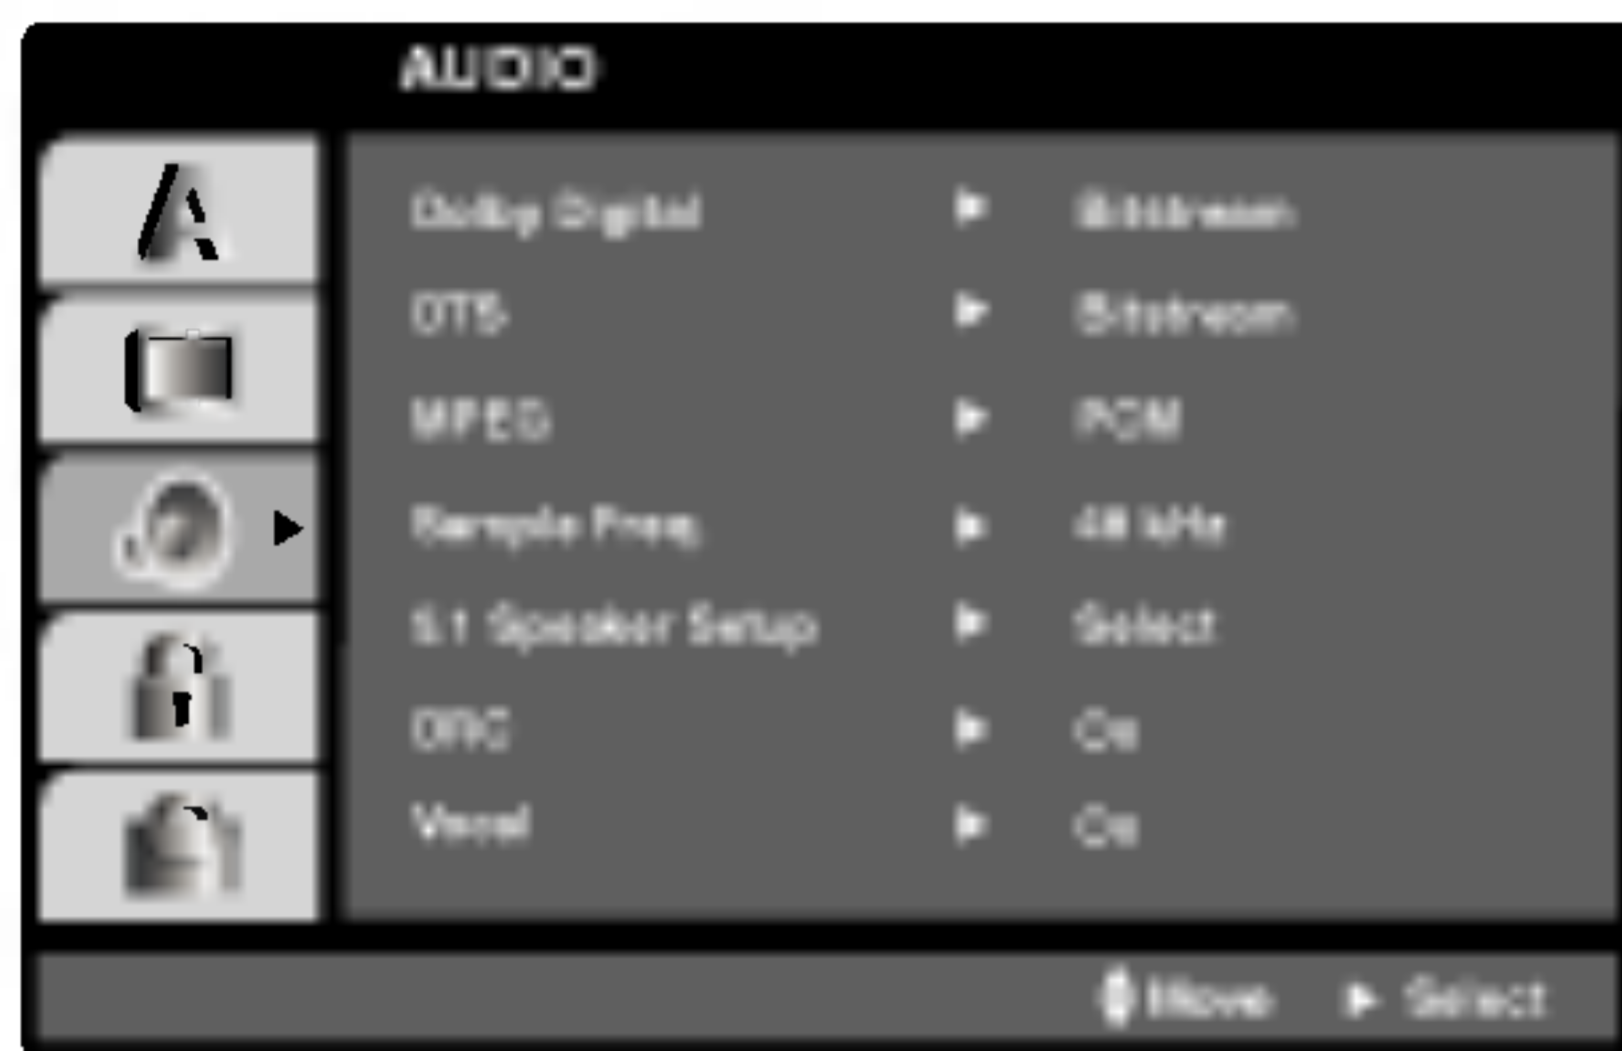 AUDIO
Dolby Digital ▶ Bitstream
DTS ▶ Bitstream
MPEG ▶ PCM
Sample Freq. ▶ 48 kHz
5.1 Speaker Setup ▶ Select
DRC ▶ On
Vocal ▶ On
Move ▶ Select